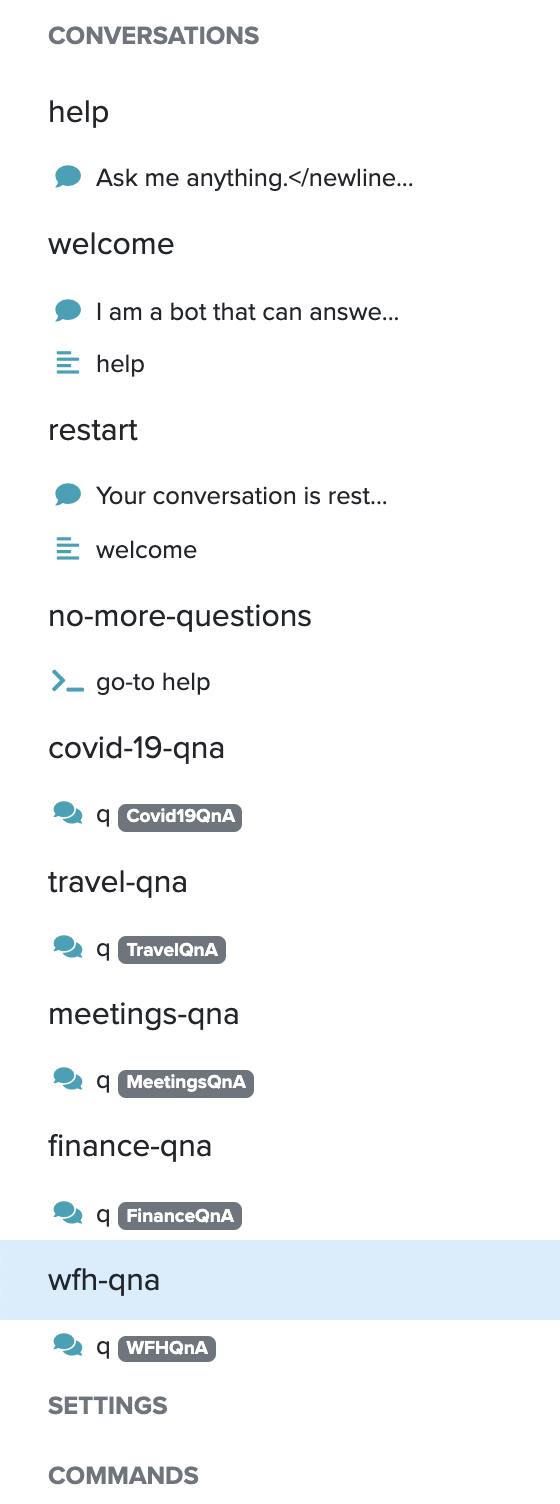 CONVERSATIONS
help
Ask me anything.</newline...
welcome
I am a bot that can answe...
help
restart
Your conversation is rest...
welcome
no-more-questions
go-to help
covid-19-qna
q Covid19QnA
travel-qna
q TravelQnA
meetings-qna
q MeetingsQnA
finance-qna
q FinanceQnA
wfh-qna
q WFHQnA
SETTINGS
COMMANDS